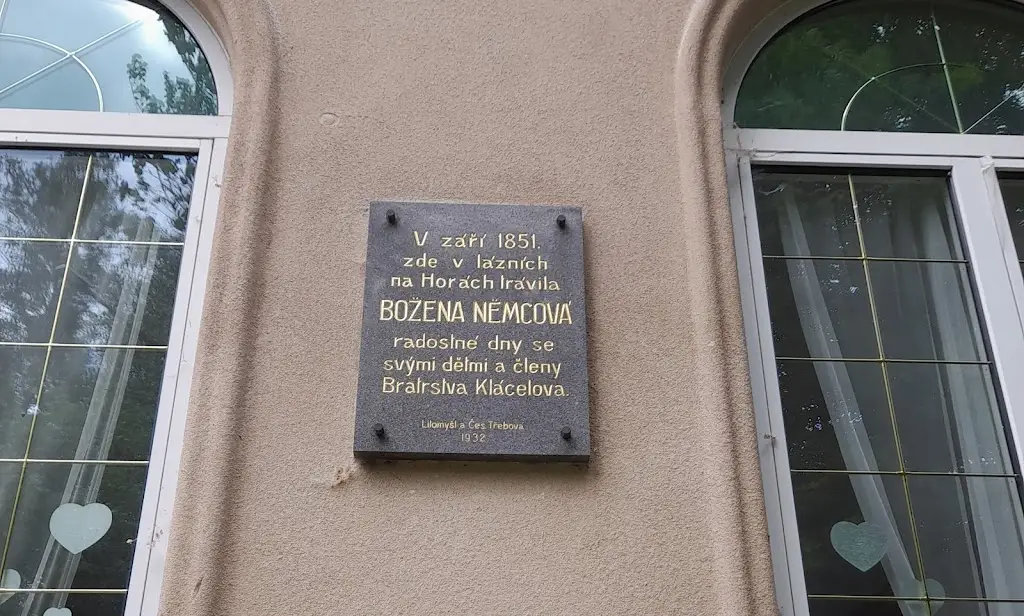 V září 1851.
zde v lázních
na Horách trávila
BOŽENA NĚMCOVÁ
radostné dny se
svými dětmi a členy
Bratrstva Klácelova.
Litomyšl a Čes. Třebova
1932